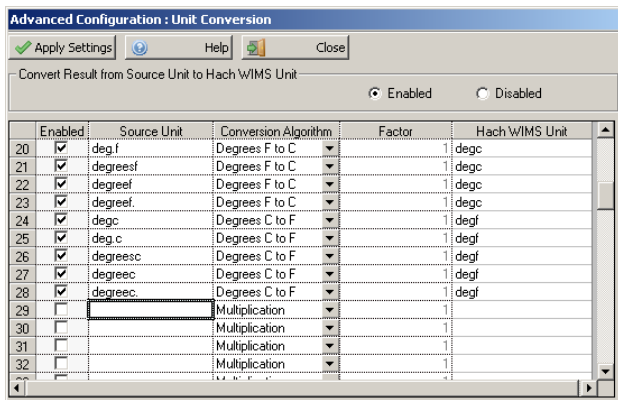 Advanced Configuration : Unit Conversion
Apply Settings Help Close
Convert Result from Source Unit to Hach WIMS Unit
Enabled Disabled
Enabled Source Unit Conversion Algorithm Factor Hach WIMS Unit
20 deg.f Degrees F to C 1 degc
21 degreesf Degrees F to C 1 degc
22 degreef Degrees F to C 1 degc
23 degreef. Degrees F to C 1 degc
24 degc Degrees C to F 1 degf
25 deg.c Degrees C to F 1 degf
26 degreesc Degrees C to F 1 degf
27 degreec Degrees C to F 1 degf
28 degreec. Degrees C to F 1 degf
29 Multiplication 1
30 Multiplication 1
31 Multiplication 1
32 Multiplication 1